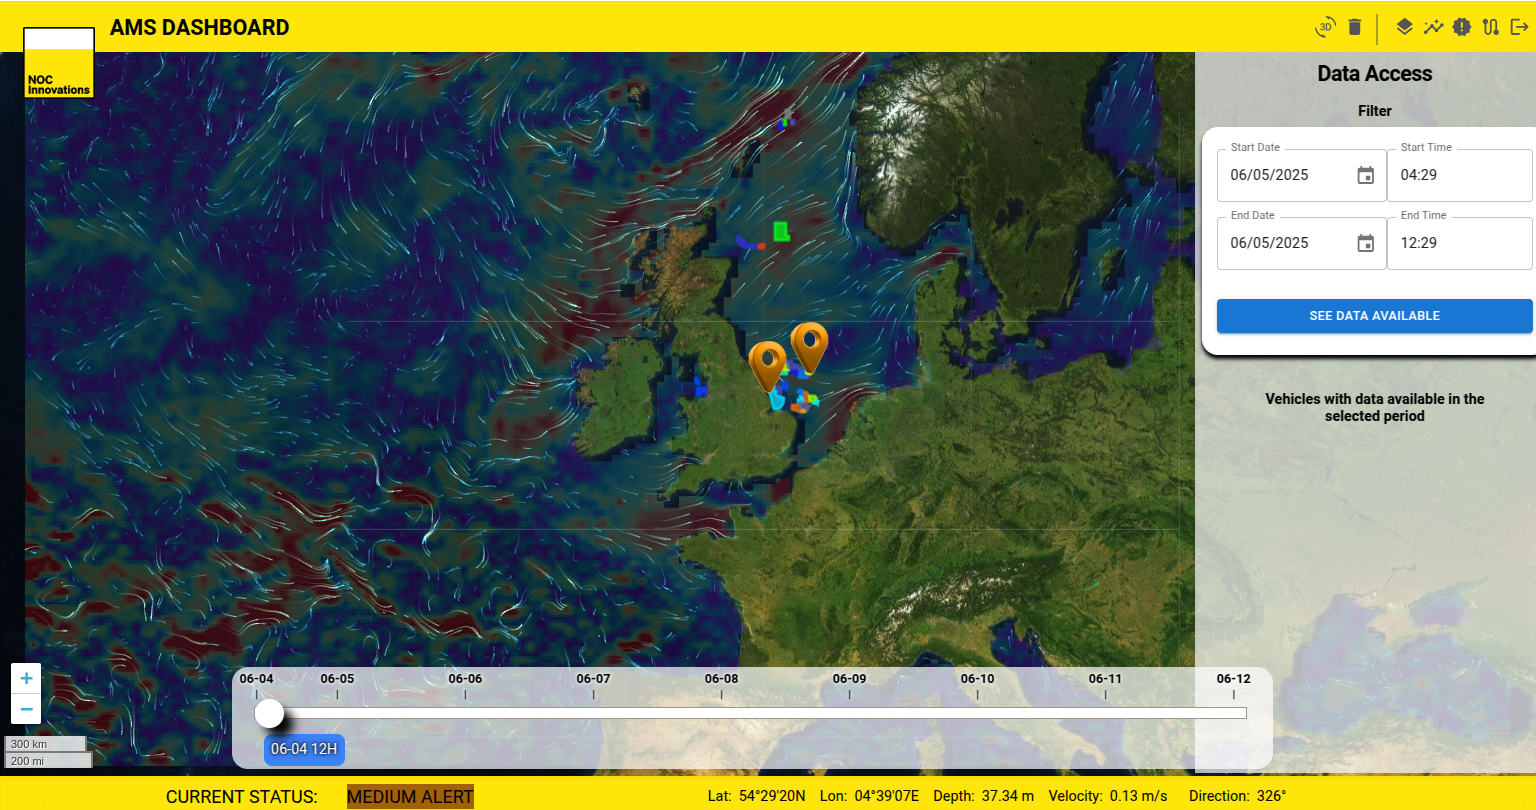 AMS DASHBOARD
3D
NOC
Innovations
Data Access
Filter
Start Date
Start Time
06/05/2025
04:29
End Date
End Time
06/05/2025
12:29
SEE DATA AVAILABLE
Vehicles with data available in the
selected period
+
−
300 km
200 mi
06-04 06-05 06-06 06-07 06-08 06-09 06-10 06-11 06-12
06-04 12H
CURRENT STATUS: MEDIUM ALERT
Lat: 54°29'20N Lon: 04°39'07E Depth: 37.34 m Velocity: 0.13 m/s Direction: 326°